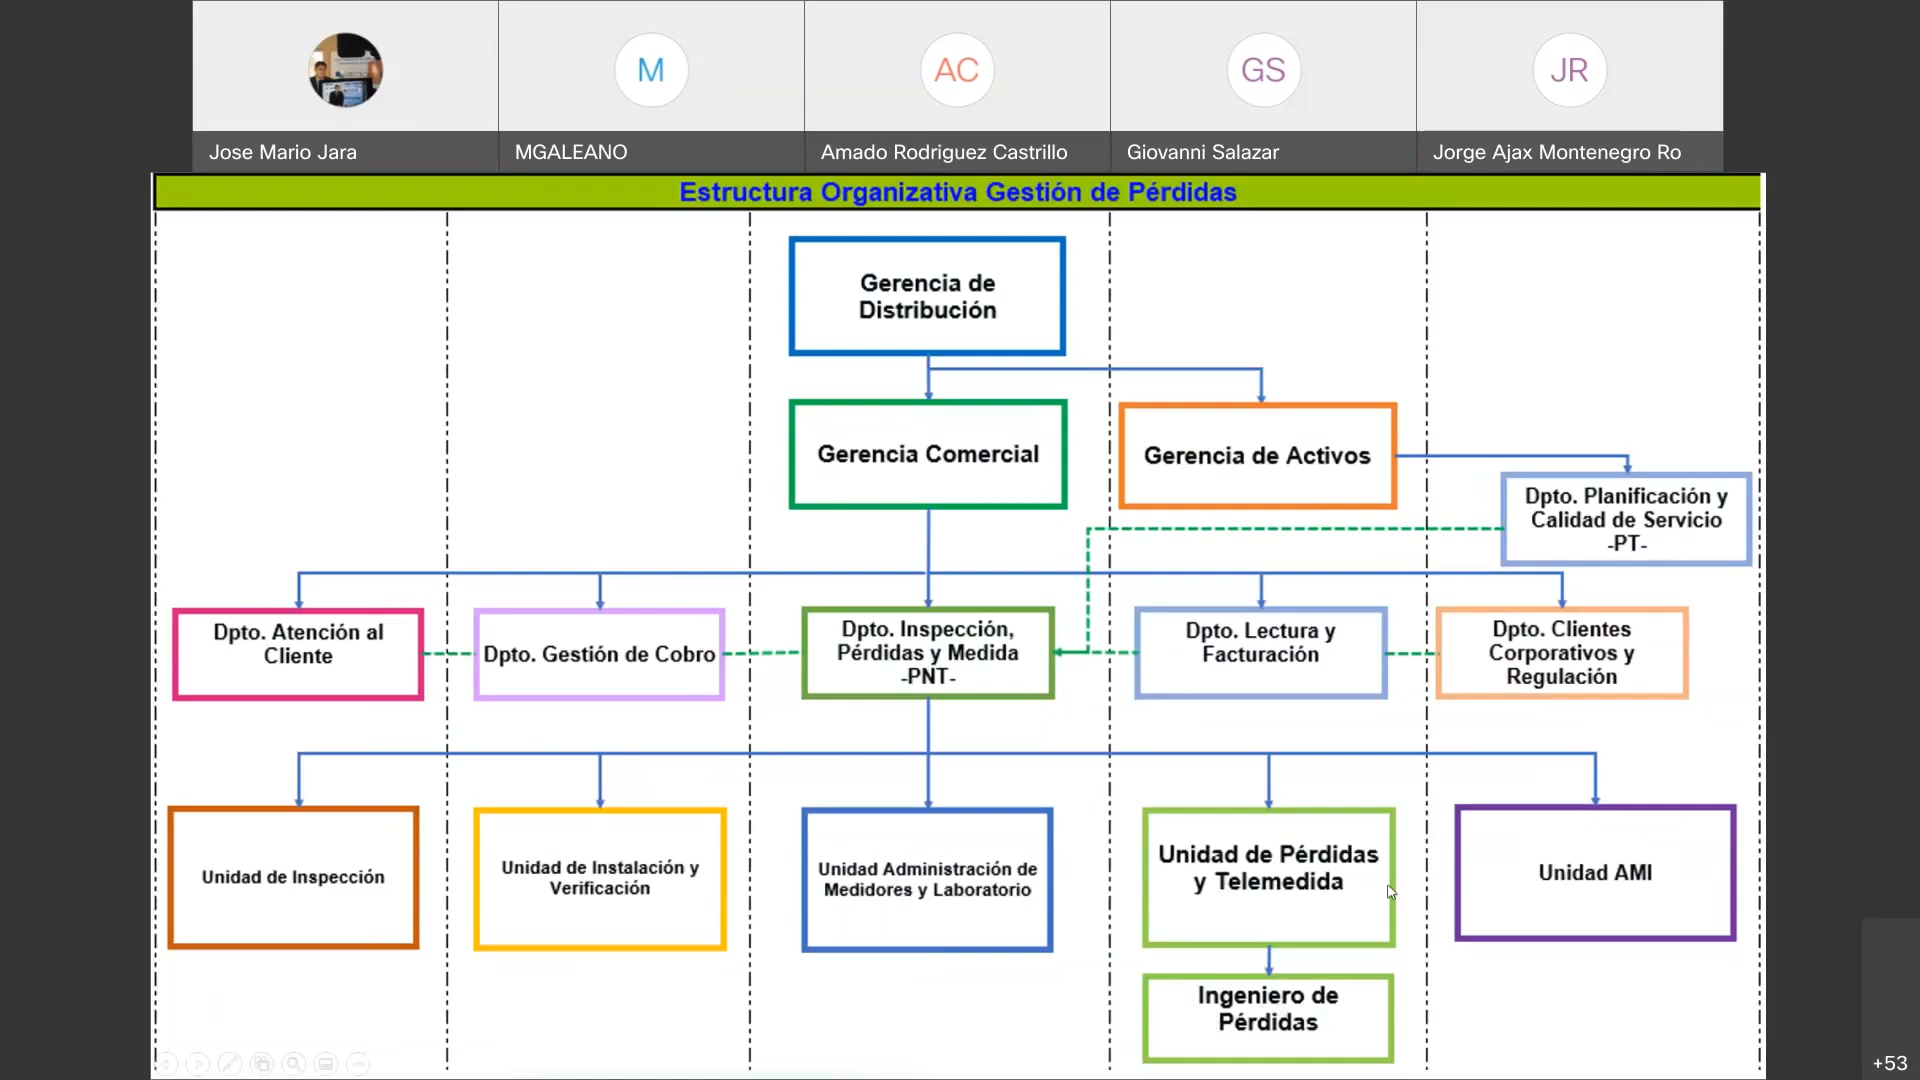 M
AC
GS
JR
Jose Mario Jara
MGALEANO
Amado Rodriguez Castrillo
Giovanni Salazar
Jorge Ajax Montenegro Ro
Estructura Organizativa Gestión de Pérdidas
Gerencia de
Distribución
Gerencia Comercial
Gerencia de Activos
Dpto. Planificación y
Calidad de Servicio
-PT-
Dpto. Atención al
Cliente
Dpto. Gestión de Cobro
Dpto. Inspección,
Pérdidas y Medida
-PNT-
Dpto. Lectura y
Facturación
Dpto. Clientes
Corporativos y
Regulación
Unidad de Inspección
Unidad de Instalación y
Verificación
Unidad Administración de
Medidores y Laboratorio
Unidad de Pérdidas
y Telemedida
Unidad AMI
Ingeniero de
Pérdidas
+53